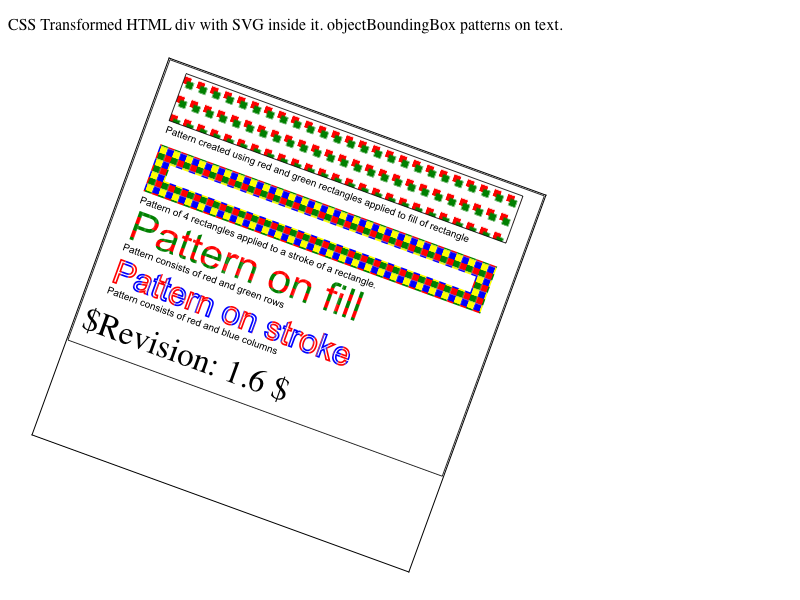 CSS Transformed HTML div with SVG inside it. objectBoundingBox patterns on text.
Pattern created using red and green rectangles applied to fill of rectangle
Pattern of 4 rectangles applied to a stroke of a rectangle.
Pattern on fill
Pattern consists of red and green rows
Pattern on stroke
Pattern consists of red and blue columns
$Revision: 1.6 $